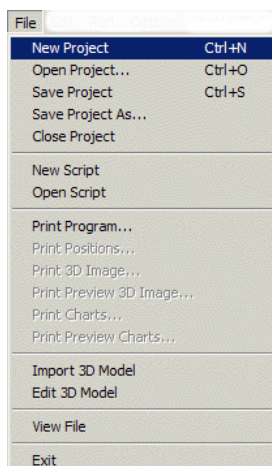 File
New Project Ctrl+N
Open Project... Ctrl+O
Save Project Ctrl+S
Save Project As...
Close Project
New Script
Open Script
Print Program...
Print Positions...
Print 3D Image...
Print Preview 3D Image...
Print Charts...
Print Preview Charts...
Import 3D Model
Edit 3D Model
View File
Exit